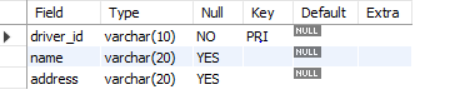 Field Type Null Key Default Extra
driver_id varchar(10) NO PRI NULL
name varchar(20) YES NULL
address varchar(20) YES NULL